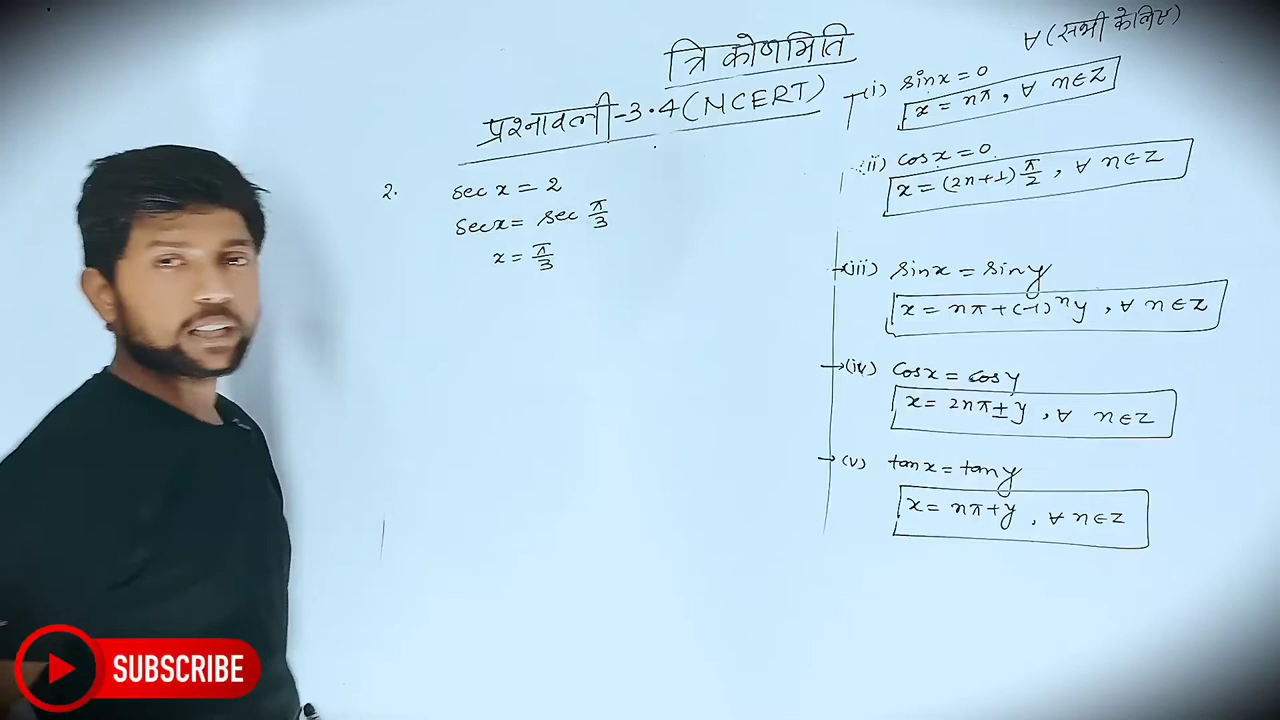 त्रिकोणमिति
प्रश्नावली-3.4 (NCERT)
2. sec x = 2
sec x = sec π/3
x = π/3
∀ (सभी के लिए)
(i) sin x = 0
x = nπ, ∀ n∈Z
(ii) cos x = 0
x = (2n+1) π/2, ∀ n∈Z
(iii) sin x = sin y
x = nπ + (-1)ⁿy, ∀ n∈Z
(iv) cos x = cos y
x = 2nπ ± y, ∀ n∈Z
(v) tan x = tan y
x = nπ + y, ∀ n∈Z
SUBSCRIBE